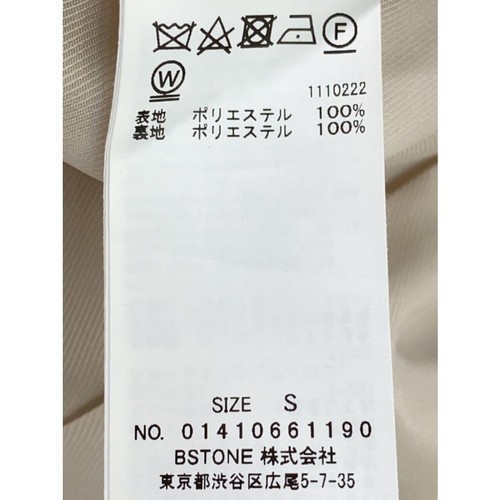 F
W
1110222
表地 ポリエステル 100%
裏地 ポリエステル 100%
SIZE S
NO. 01410661190
BSTONE 株式会社
東京都渋谷区広尾5-7-35